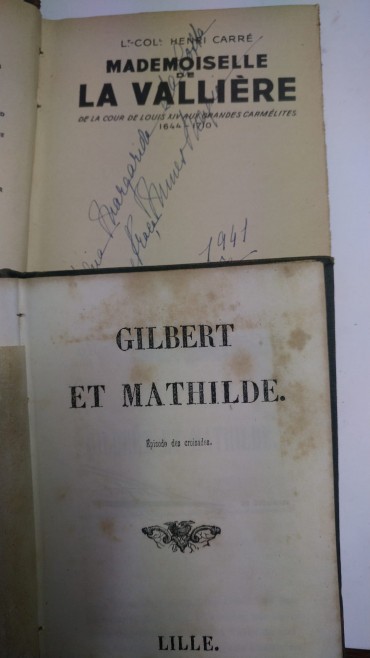 Lt-COL. HENRI CARRÉ
MADEMOISELLE
DE
LA VALLIÈRE
DE LA COUR DE LOUIS XIV AUX GRANDES CARMÉLITES
1644-1710
Margarida
1941
GILBERT
ET MATHILDE.
Episode des croisades.
LILLE.